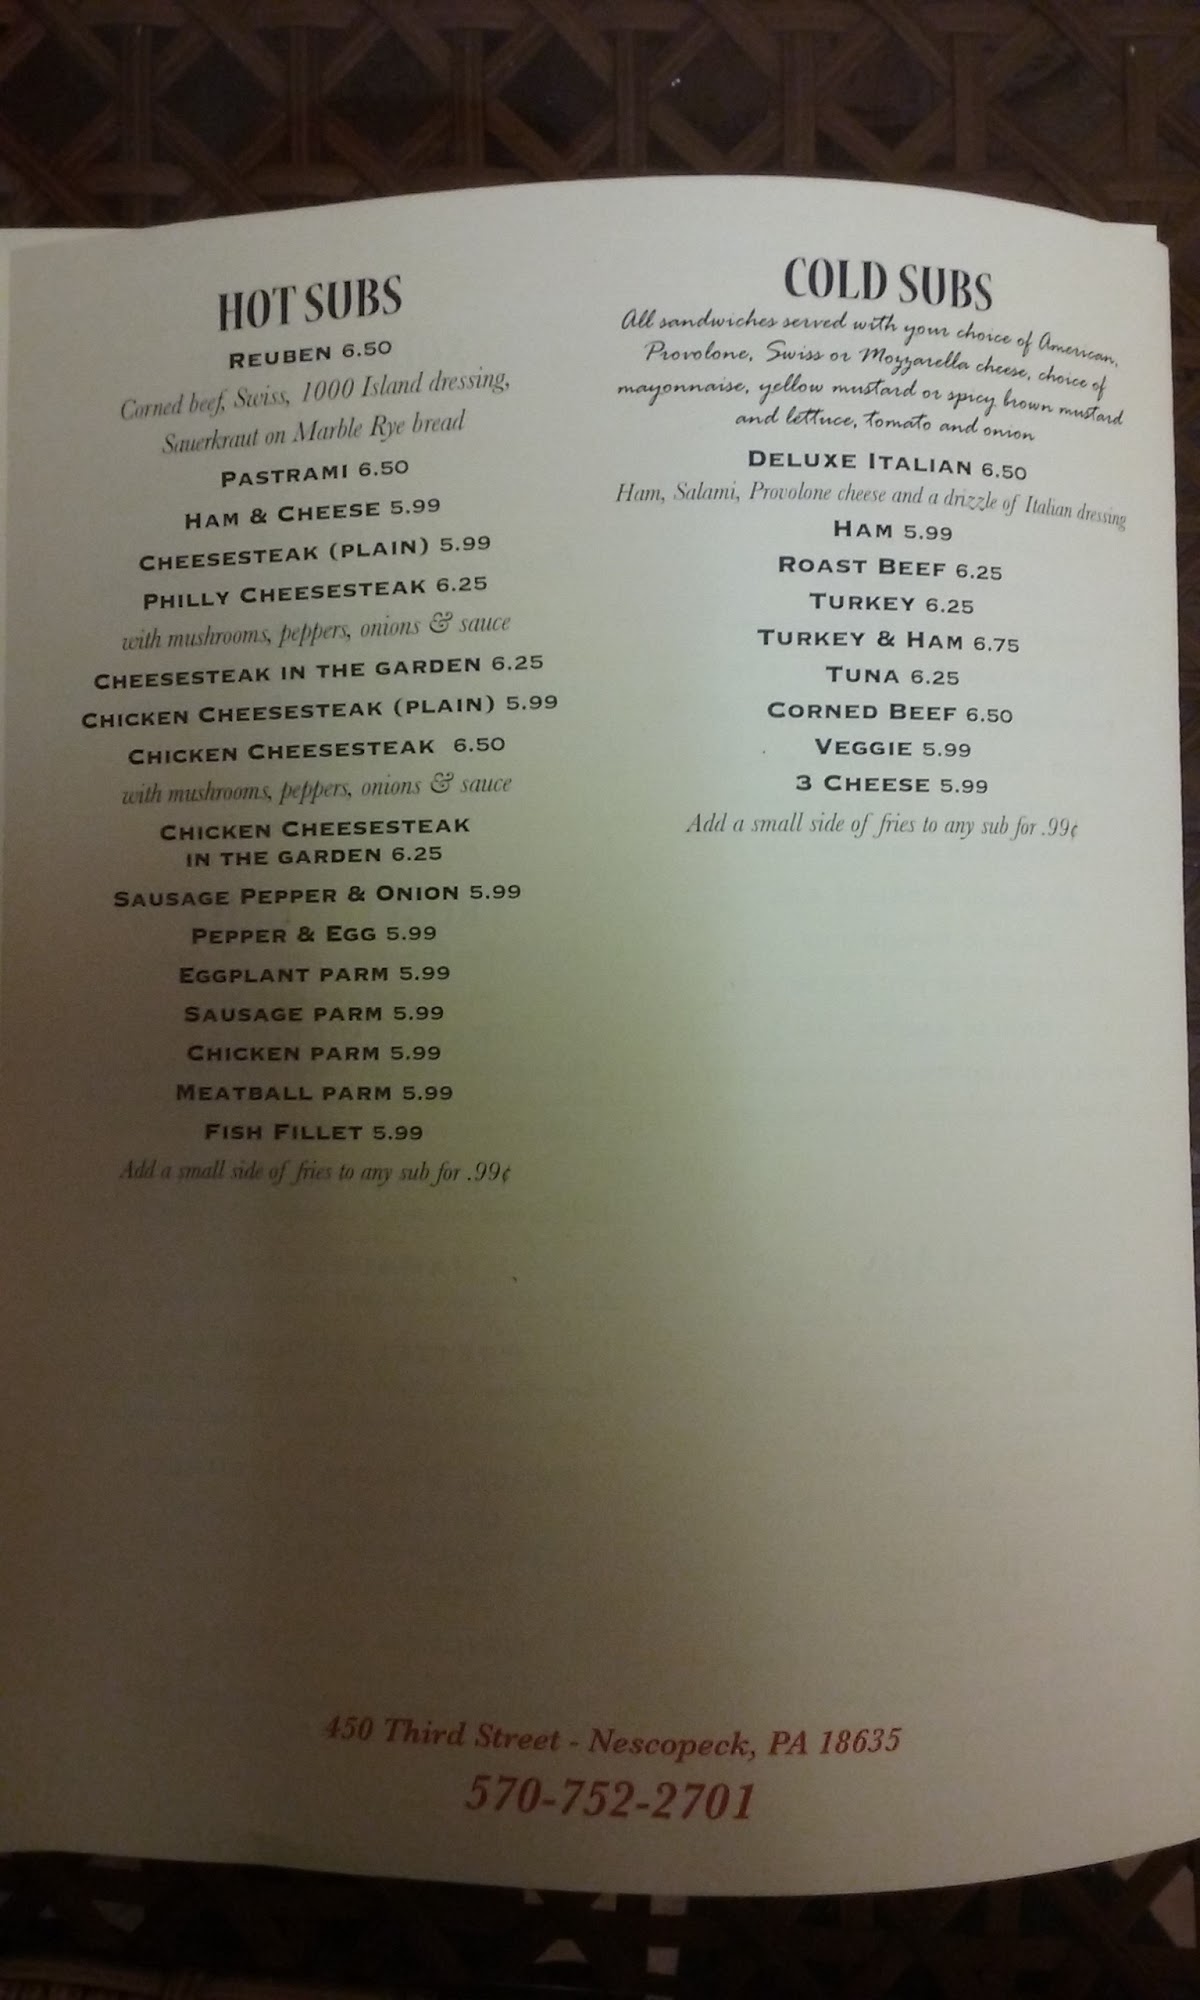 HOT SUBS
REUBEN 6.50
Corned beef, Swiss, 1000 Island dressing,
Sauerkraut on Marble Rye bread
PASTRAMI 6.50
HAM & CHEESE 5.99
CHEESESTEAK (PLAIN) 5.99
PHILLY CHEESESTEAK 6.25
with mushrooms, peppers, onions & sauce
CHEESESTEAK IN THE GARDEN 6.25
CHICKEN CHEESESTEAK (PLAIN) 5.99
CHICKEN CHEESESTEAK 6.50
with mushrooms, peppers, onions & sauce
CHICKEN CHEESESTEAK
IN THE GARDEN 6.25
SAUSAGE PEPPER & ONION 5.99
PEPPER & EGG 5.99
EGGPLANT PARM 5.99
SAUSAGE PARM 5.99
CHICKEN PARM 5.99
MEATBALL PARM 5.99
FISH FILLET 5.99
Add a small side of fries to any sub for .99¢
COLD SUBS
All sandwiches served with your choice of American,
Provolone, Swiss or Mozzarella cheese, choice of
mayonnaise, yellow mustard or spicy brown mustard
and lettuce, tomato and onion
DELUXE ITALIAN 6.50
Ham, Salami, Provolone cheese and a drizzle of Italian dressing
HAM 5.99
ROAST BEEF 6.25
TURKEY 6.25
TURKEY & HAM 6.75
TUNA 6.25
CORNED BEEF 6.50
VEGGIE 5.99
3 CHEESE 5.99
Add a small side of fries to any sub for .99¢
450 Third Street - Nescopeck, PA 18635
570-752-2701